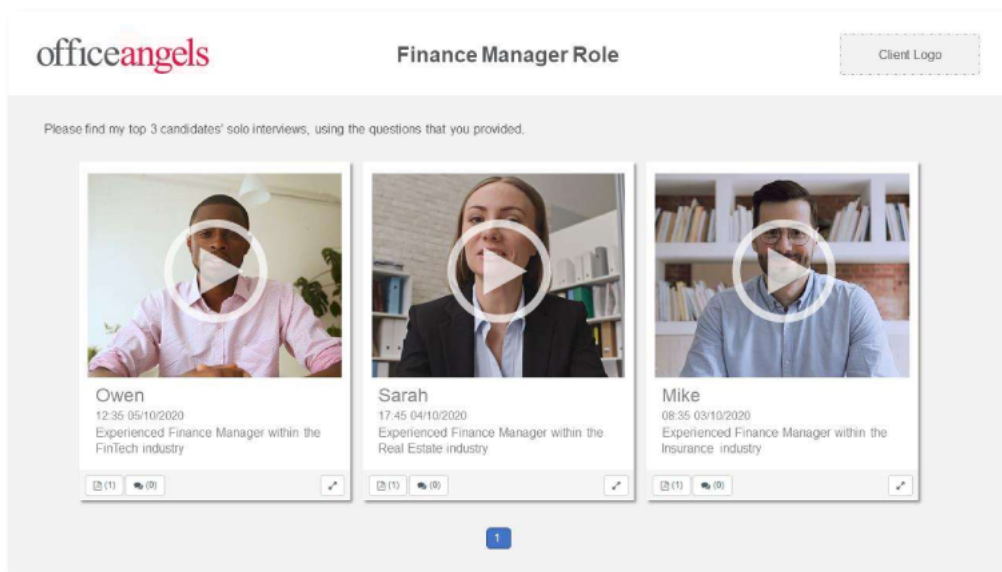 officeangels
Finance Manager Role
Client Logo
Please find my top 3 candidates' solo interviews, using the questions that you provided.
Owen
12:35 05/10/2020
Experienced Finance Manager within the
FinTech industry
(1) (0)
Sarah
17:45 04/10/2020
Experienced Finance Manager within the
Real Estate industry
(1) (0)
Mike
08:35 03/10/2020
Experienced Finance Manager within the
Insurance industry
(1) (0)
1